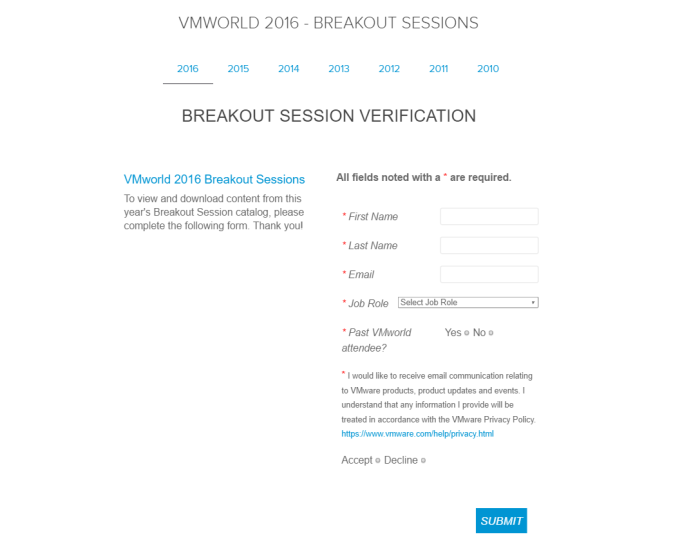 VMWORLD 2016 - BREAKOUT SESSIONS
2016 2015 2014 2013 2012 2011 2010
BREAKOUT SESSION VERIFICATION
VMworld 2016 Breakout Sessions
To view and download content from this
year's Breakout Session catalog, please
complete the following form. Thank you!
All fields noted with a * are required.
* First Name
* Last Name
* Email
* Job Role Select Job Role
* Past VMworld Yes No
attendee?
* I would like to receive email communication relating
to VMware products, product updates and events. I
understand that any information I provide will be
treated in accordance with the VMware Privacy Policy.
https://www.vmware.com/help/privacy.html
Accept Decline
SUBMIT